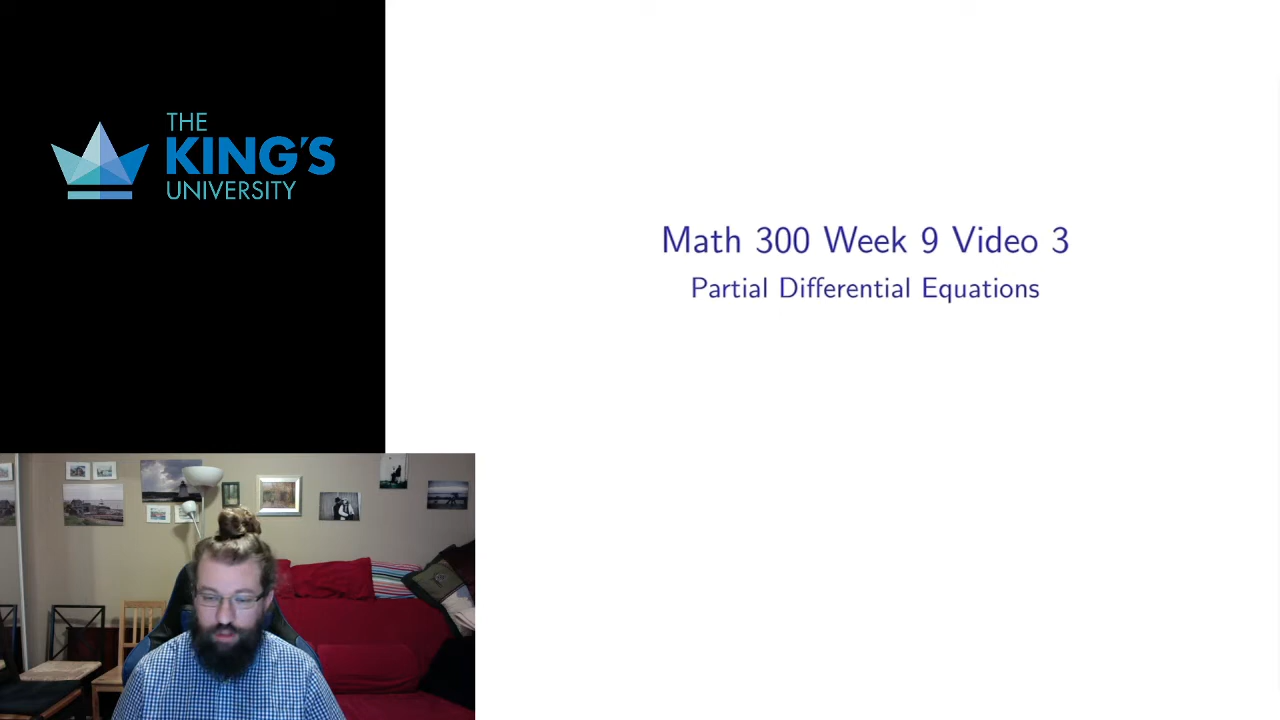 THE
KING'S
UNIVERSITY
Math 300 Week 9 Video 3
Partial Differential Equations